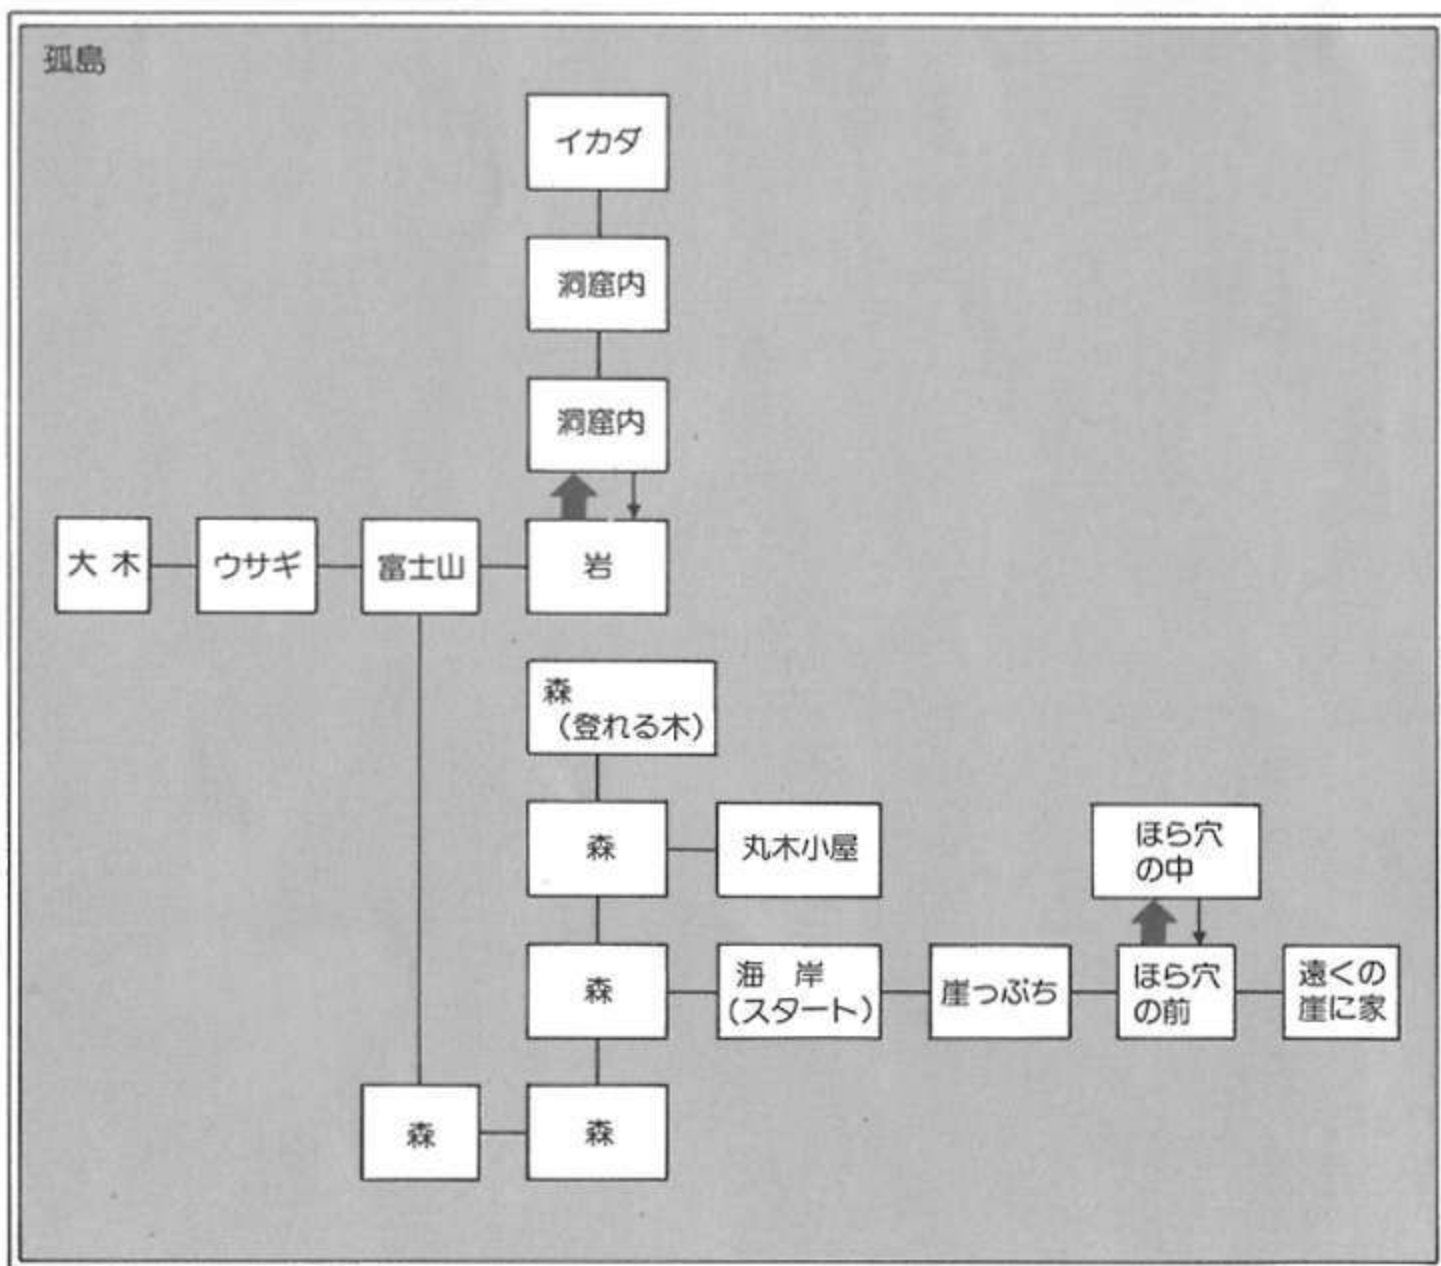 孤島
イカダ
洞窟内
洞窟内
大木
ウサギ
富士山
岩
森
(登れる木)
森
丸木小屋
ほら穴
の中
森
海岸
(スタート)
崖っぷち
ほら穴
の前
遠くの
崖に家
森
森